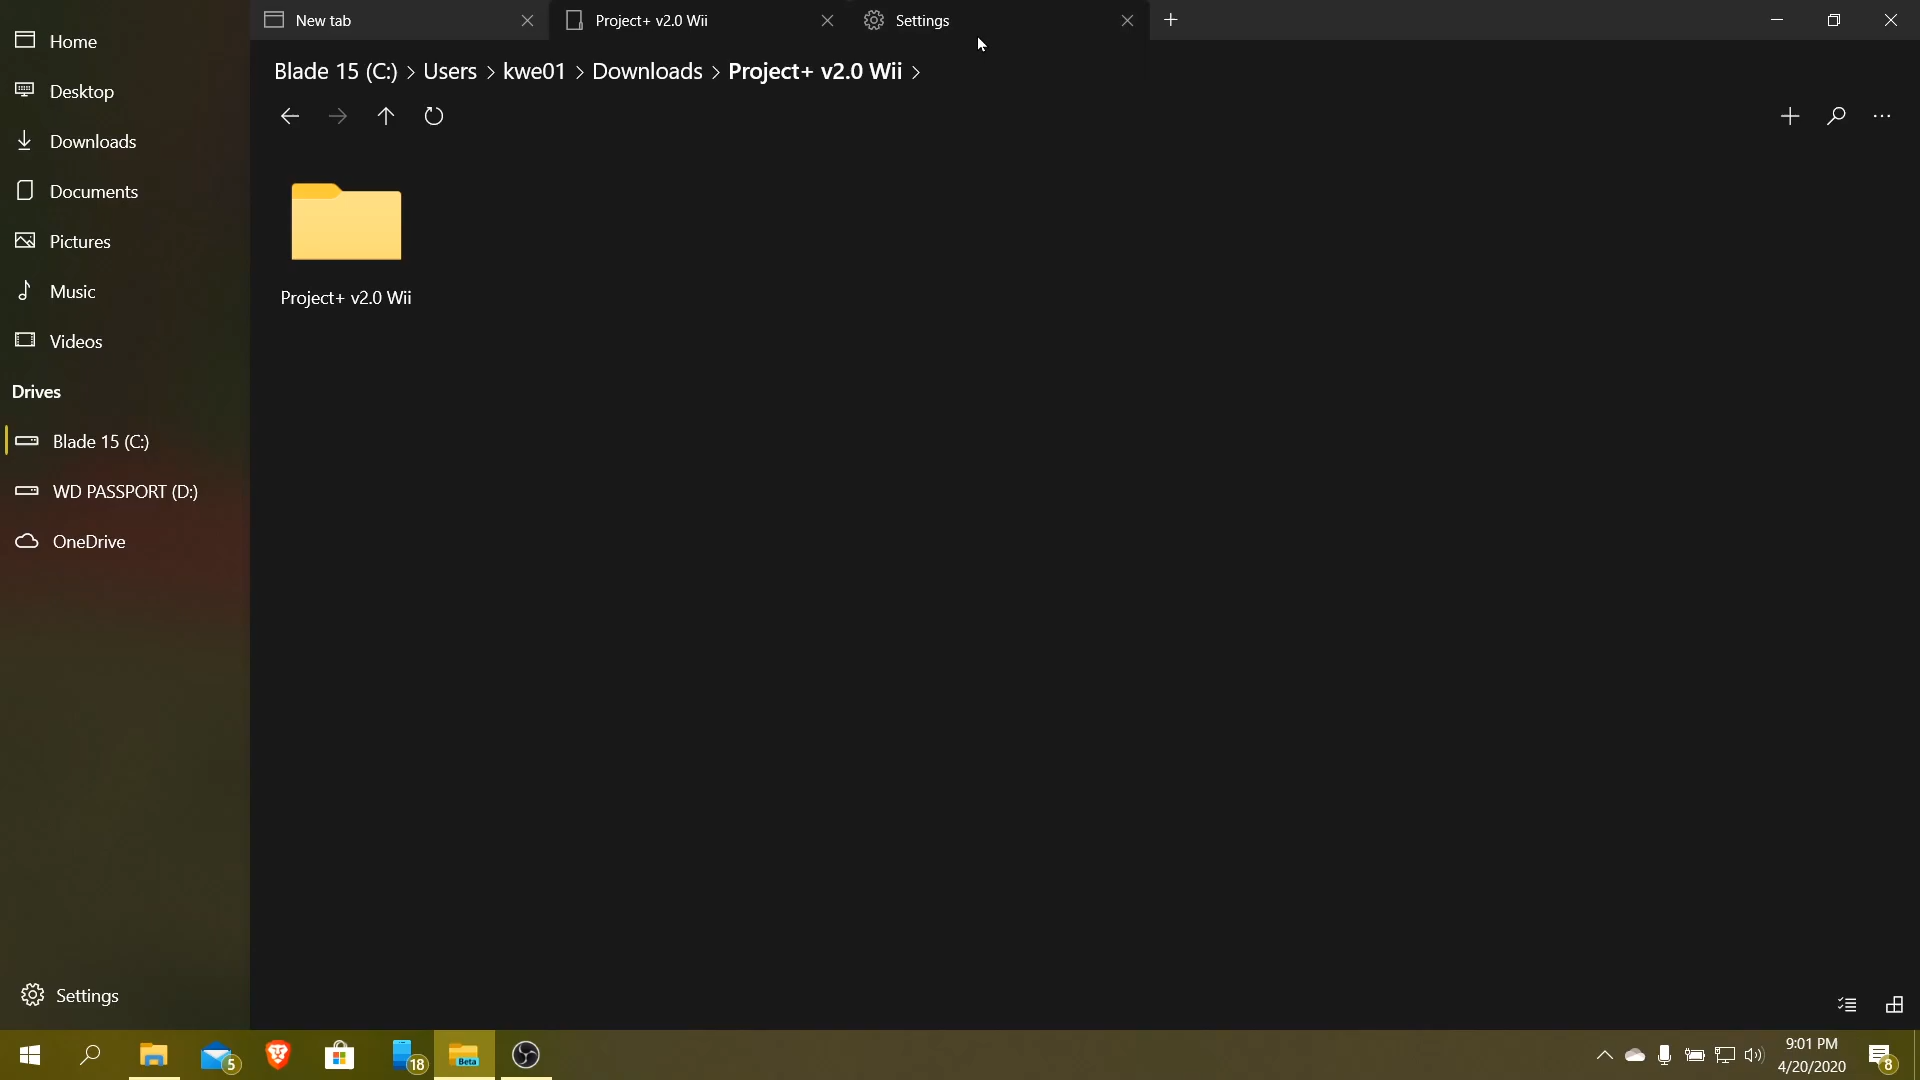 New tab
Project+ v2.0 Wii
Settings
Home
Desktop
Downloads
Documents
Pictures
Music
Videos
Drives
Blade 15 (C:)
WD PASSPORT (D:)
OneDrive
Settings
Blade 15 (C:) > Users > kwe01 > Downloads > Project+ v2.0 Wii >
Project+ v2.0 Wii
5
18
Beta
9:01 PM
4/20/2020
8